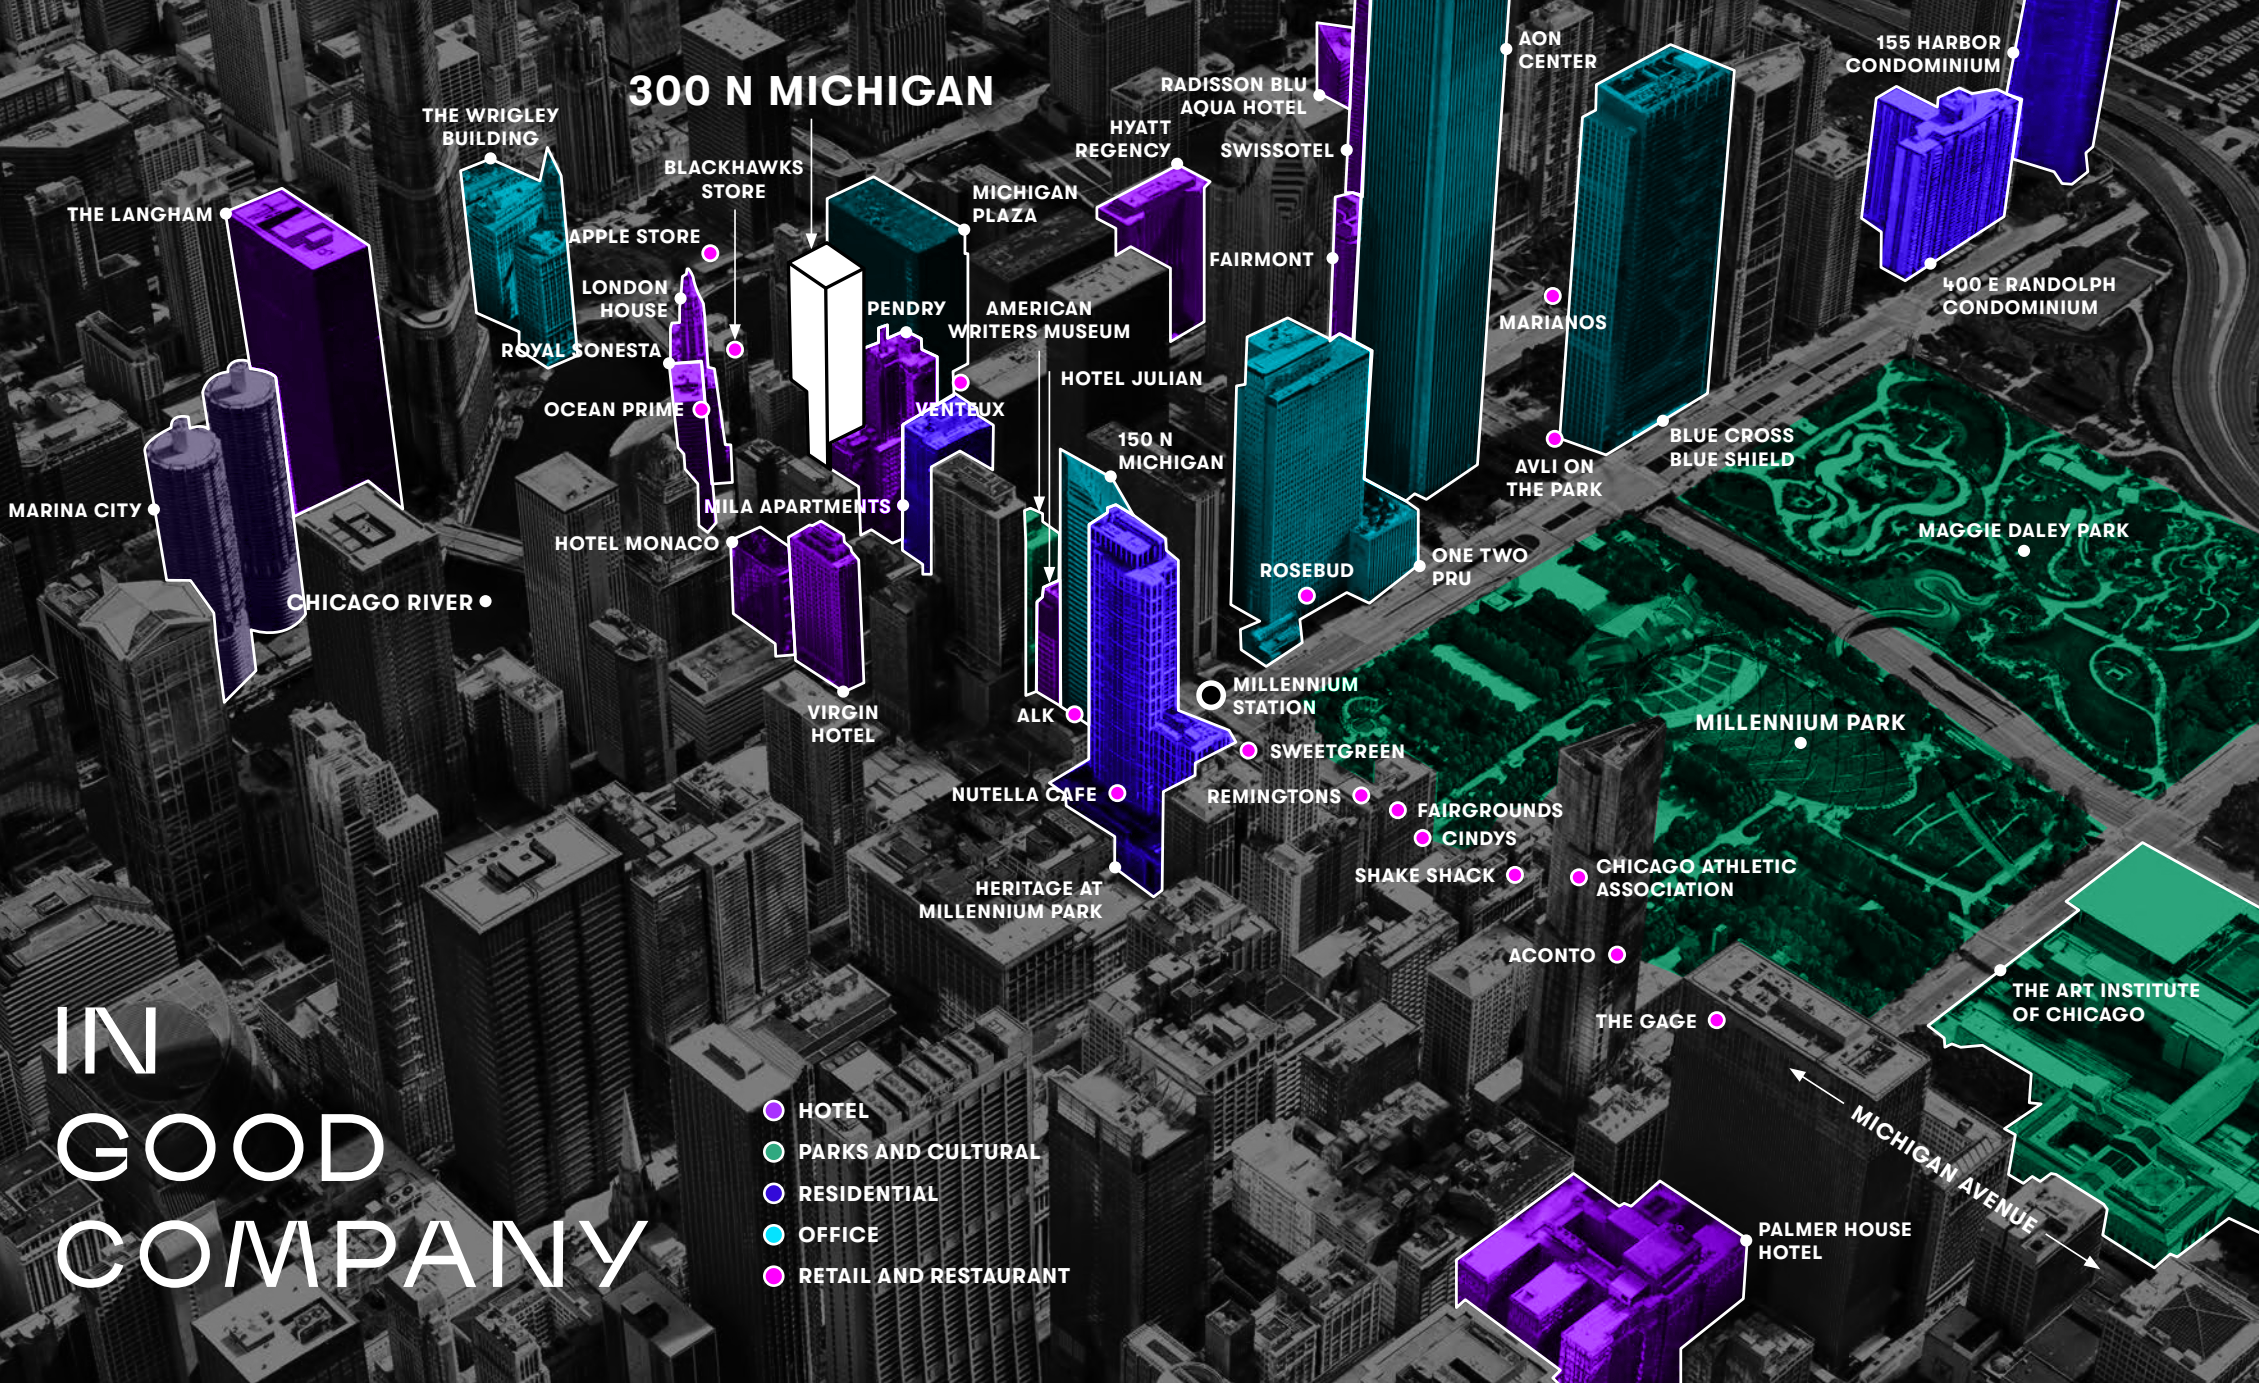 300 N MICHIGAN
THE WRIGLEY
BUILDING
BLACKHAWKS
STORE
THE LANGHAM
APPLE STORE
LONDON
HOUSE
ROYAL SONESTA
OCEAN PRIME
MARINA CITY
CHICAGO RIVER
MICHIGAN
PLAZA
PENDRY
AMERICAN
WRITERS MUSEUM
HOTEL JULIAN
VENTEUX
150 N
MICHIGAN
MILA APARTMENTS
HOTEL MONACO
VIRGIN
HOTEL
RADISSON BLU
AQUA HOTEL
HYATT
REGENCY
SWISSOTEL
FAIRMONT
AON
CENTER
155 HARBOR
CONDOMINIUM
400 E RANDOLPH
CONDOMINIUM
MARIANOS
BLUE CROSS
BLUE SHIELD
AVLI ON
THE PARK
MAGGIE DALEY PARK
ONE TWO
PRU
ROSEBUD
MILLENNIUM
STATION
ALK
SWEETGREEN
NUTELLA CAFE
REMINGTONS
FAIRGROUNDS
CINDYS
SHAKE SHACK
CHICAGO ATHLETIC
ASSOCIATION
MILLENNIUM PARK
HERITAGE AT
MILLENNIUM PARK
ACONTO
THE GAGE
THE ART INSTITUTE
OF CHICAGO
MICHIGAN AVENUE
PALMER HOUSE
HOTEL
IN
GOOD
COMPANY
HOTEL
PARKS AND CULTURAL
RESIDENTIAL
OFFICE
RETAIL AND RESTAURANT